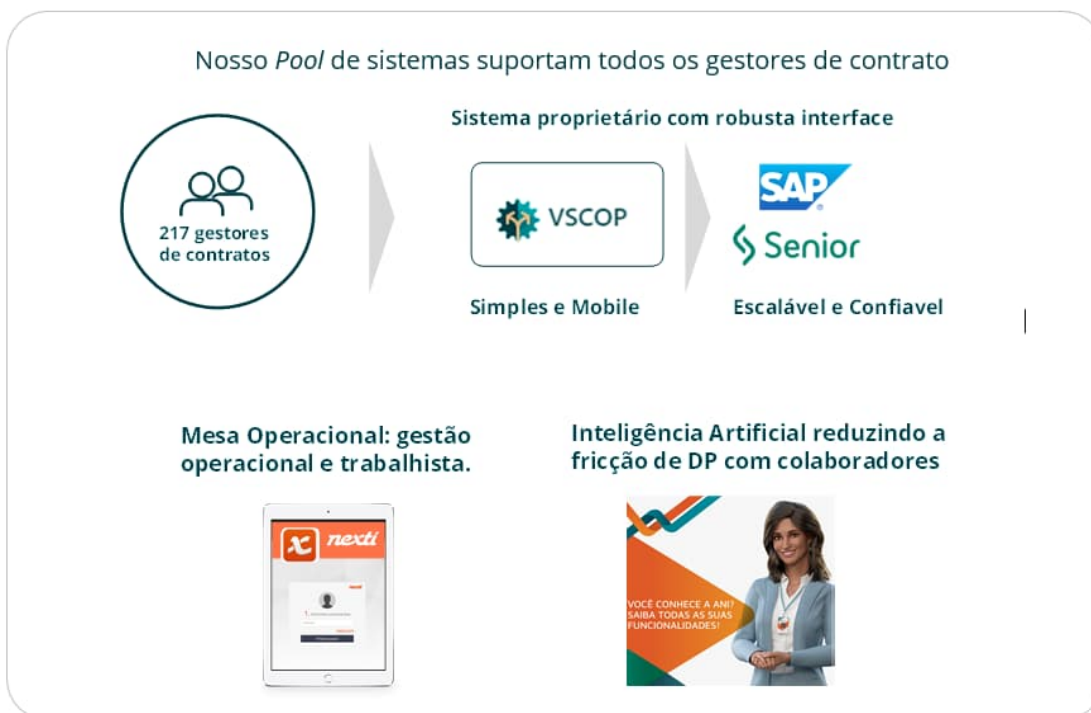 Nosso Pool de sistemas suportam todos os gestores de contrato
Sistema proprietário com robusta interface
217 gestores
de contratos
VSCOP
SAP
®
Senior
Simples e Mobile
Escalável e Confiavel
Mesa Operacional: gestão
operacional e trabalhista.
Inteligência Artificial reduzindo a
fricção de DP com colaboradores
nexti
VOCÊ CONHECE A ANI?
SAIBA TODAS AS SUAS
FUNCIONALIDADES!